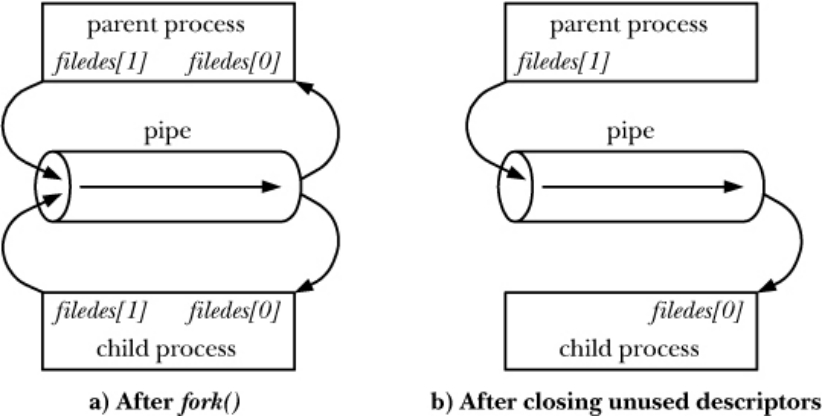 parent process
filedes[1] filedes[0]
pipe
filedes[1] filedes[0]
child process
a) After fork()
parent process
filedes[1]
pipe
filedes[0]
child process
b) After closing unused descriptors